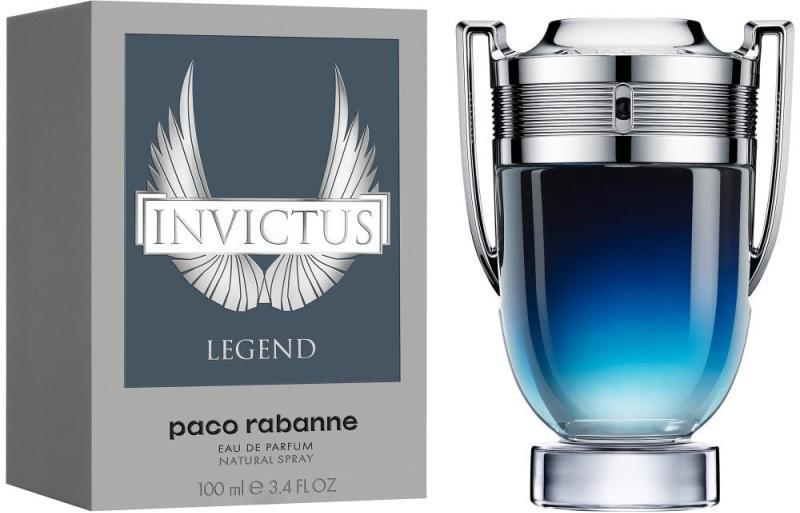 INVICTUS
LEGEND
paco rabanne
EAU DE PARFUM
NATURAL SPRAY
100 ml ℮ 3.4 FL OZ